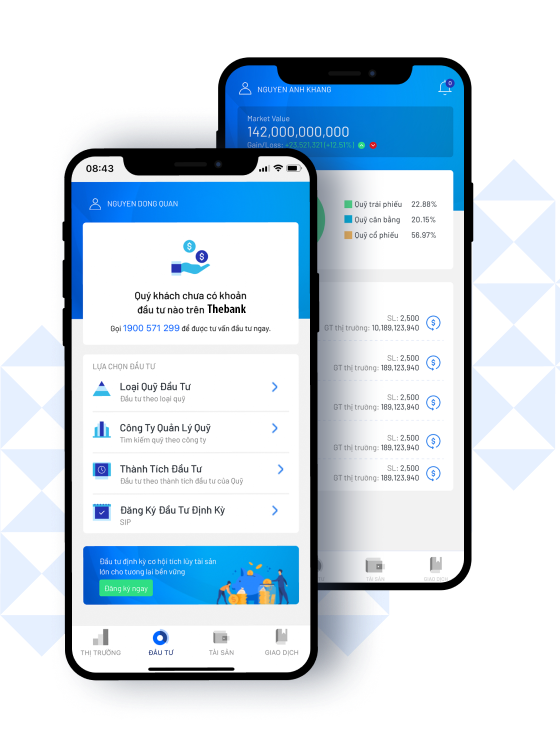 NGUYEN ANH KHANG
0
Market Value
142,000,000,000
Gain/Loss: +23,521,321 (+12.51%)
Quỹ trái phiếu 22.88%
Quỹ cân bằng 20.15%
Quỹ cổ phiếu 56.97%
SL: 2,500
GT thị trường: 10,189,123,940
SL: 2,500
GT thị trường: 189,123,940
SL: 2,500
GT thị trường: 189,123,940
SL: 2,500
GT thị trường: 189,123,940
SL: 2,500
GT thị trường: 189,123,940
TÀI SẢN
GIAO DỊCH
08:43
NGUYEN DONG QUAN
Quý khách chưa có khoản
đầu tư nào trên Thebank
Gọi 1900 571 299 để được tư vấn đầu tư ngay.
LỰA CHỌN ĐẦU TƯ
Loại Quỹ Đầu Tư
Đầu tư theo loại quỹ
Công Ty Quản Lý Quỹ
Tìm kiếm quỹ theo công ty
Thành Tích Đầu Tư
Đầu tư theo thành tích đầu tư của Quỹ
Đăng Ký Đầu Tư Định Kỳ
SIP
Đầu tư định kỳ cơ hội tích lũy tài sản
lớn cho tương lai bền vững
Đăng ký ngay
THỊ TRƯỜNG
ĐẦU TƯ
TÀI SẢN
GIAO DỊCH